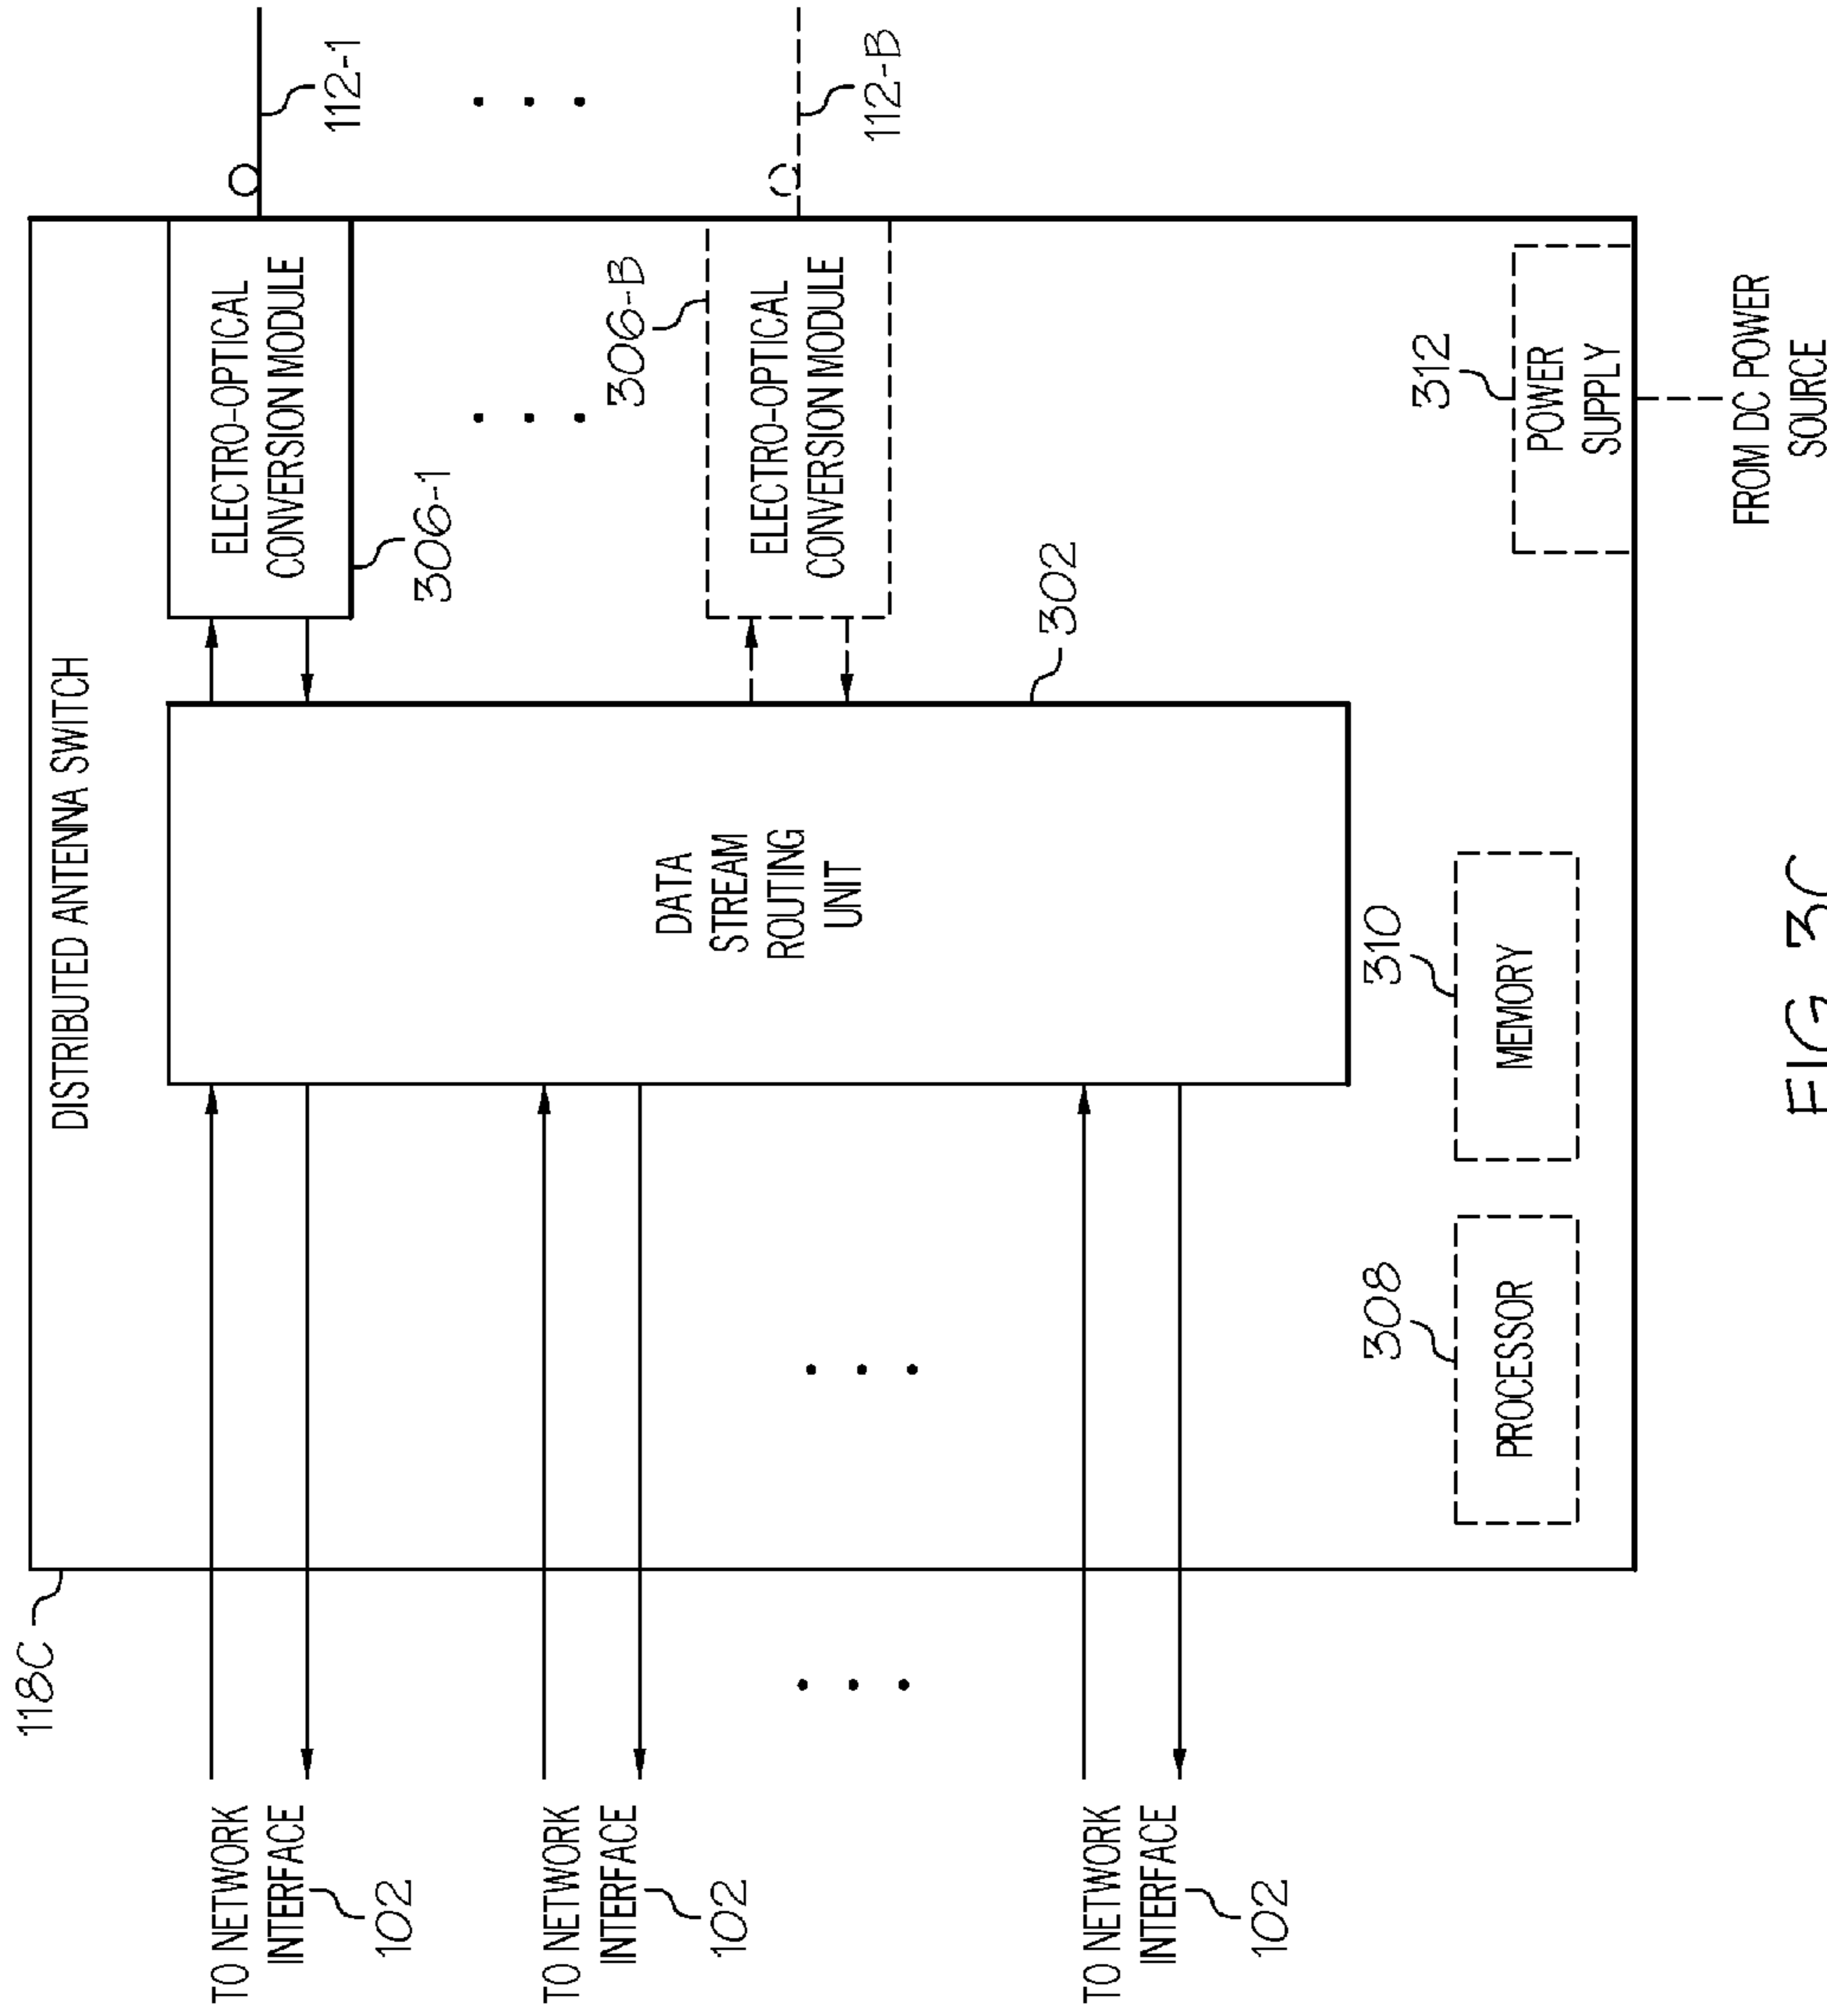 118C
DISTRIBUTED ANTENNA SWITCH
TO NETWORK
INTERFACE
102
TO NETWORK
INTERFACE
102
TO NETWORK
INTERFACE
102
DATA
STREAM
ROUTING
UNIT
302
ELECTRO-OPTICAL
CONVERSION MODULE
306-1
ELECTRO-OPTICAL
CONVERSION MODULE
306-B
112-1
112-B
308
PROCESSOR
310
MEMORY
312
POWER
SUPPLY
FROM DC POWER
SOURCE
FIG. 3C